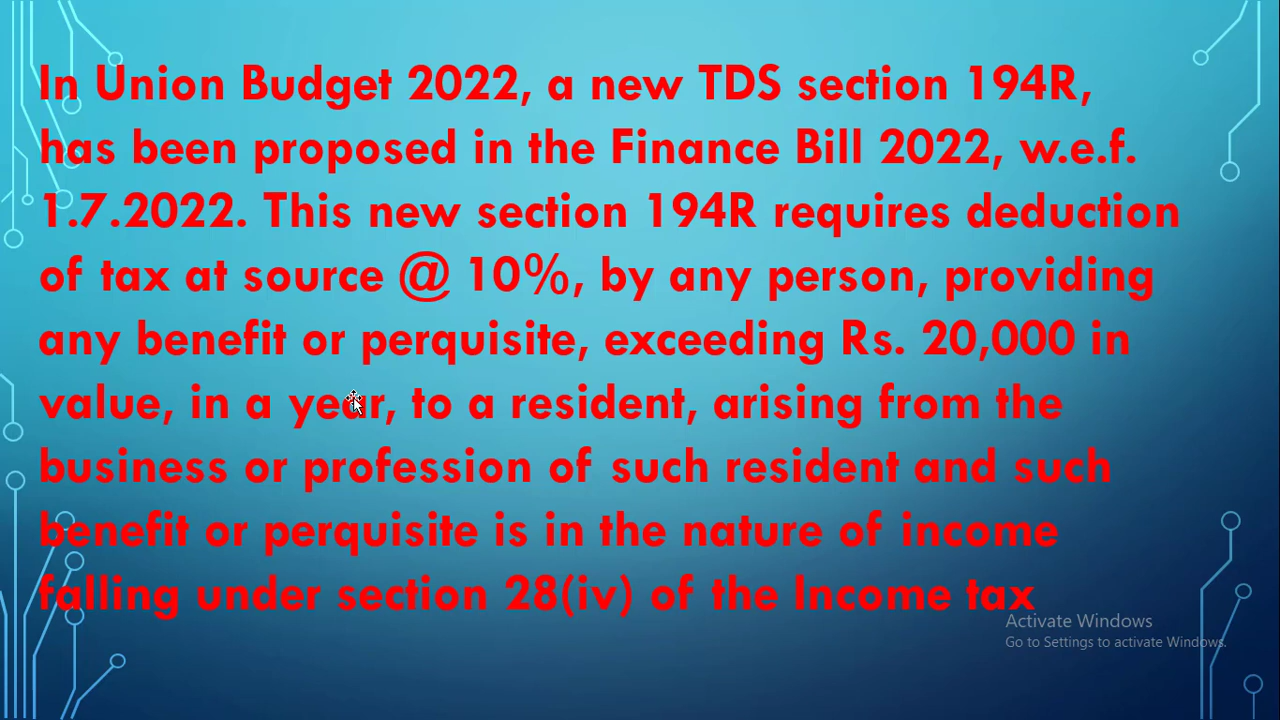 In Union Budget 2022, a new TDS section 194R,
has been proposed in the Finance Bill 2022, w.e.f.
1.7.2022. This new section 194R requires deduction
of tax at source @ 10%, by any person, providing
any benefit or perquisite, exceeding Rs. 20,000 in
value, in a year, to a resident, arising from the
business or profession of such resident and such
benefit or perquisite is in the nature of income
falling under section 28(iv) of the Income tax
Activate Windows
Go to Settings to activate Windows.